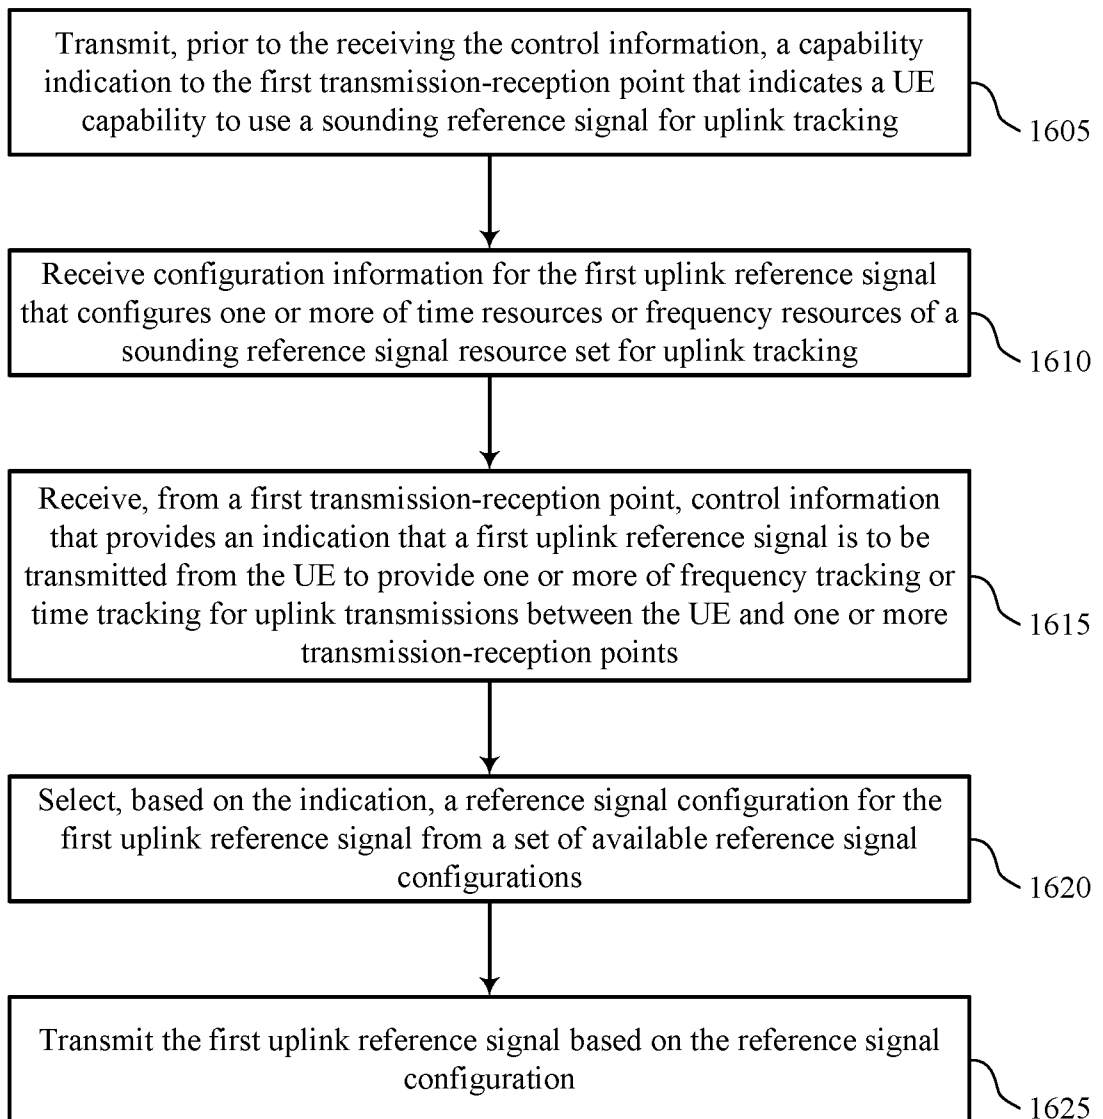 Transmit, prior to the receiving the control information, a capability
indication to the first transmission-reception point that indicates a UE
capability to use a sounding reference signal for uplink tracking
1605
Receive configuration information for the first uplink reference signal
that configures one or more of time resources or frequency resources of a
sounding reference signal resource set for uplink tracking
1610
Receive, from a first transmission-reception point, control information
that provides an indication that a first uplink reference signal is to be
transmitted from the UE to provide one or more of frequency tracking or
time tracking for uplink transmissions between the UE and one or more
transmission-reception points
1615
Select, based on the indication, a reference signal configuration for the
first uplink reference signal from a set of available reference signal
configurations
1620
Transmit the first uplink reference signal based on the reference signal
configuration
1625